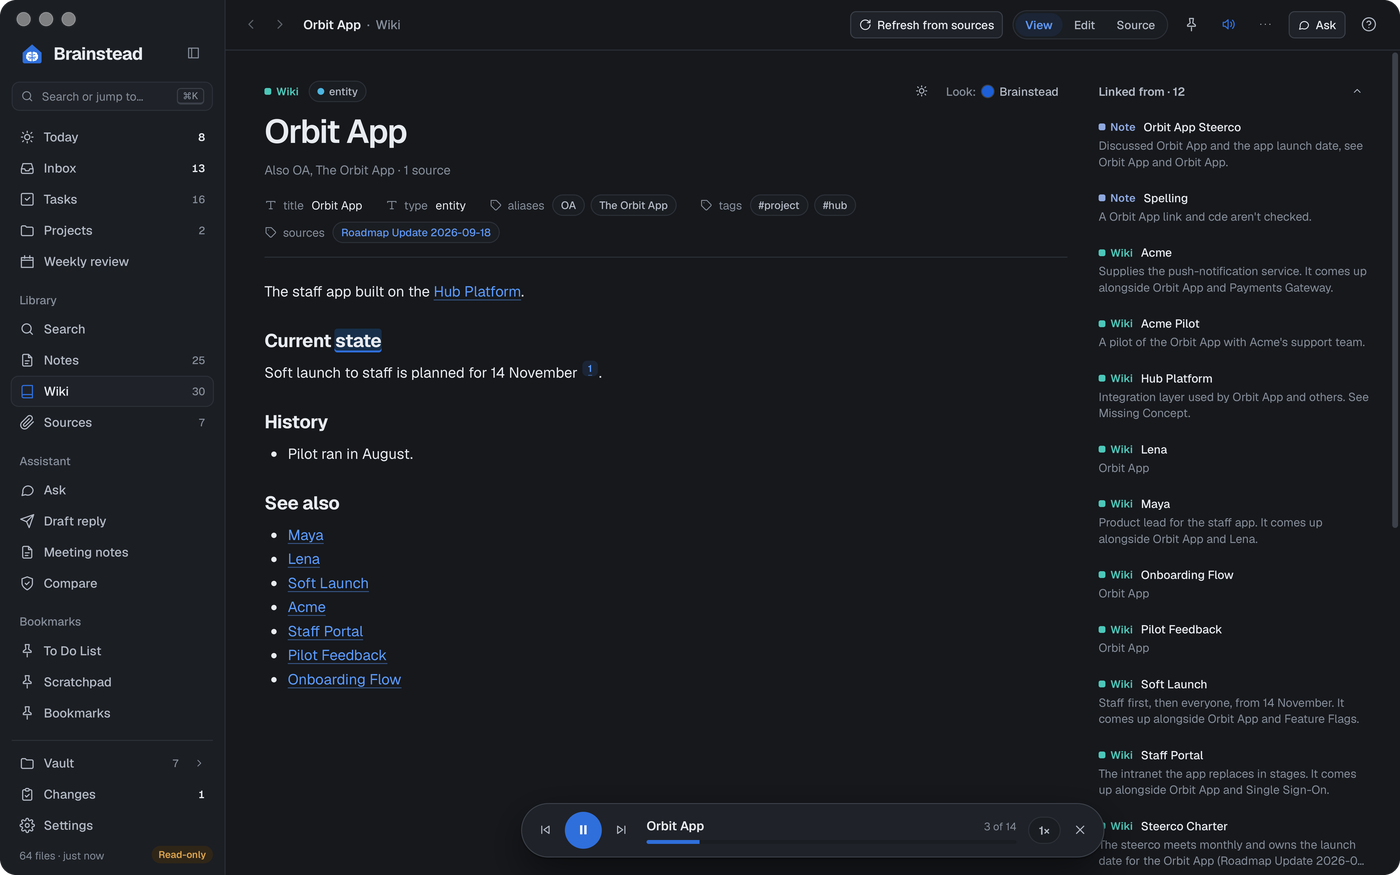 Brainstead
Search or jump to... ⌘K
Today 8
Inbox 13
Tasks 16
Projects 2
Weekly review
Library
Search
Notes 25
Wiki 30
Sources 7
Assistant
Ask
Draft reply
Meeting notes
Compare
Bookmarks
To Do List
Scratchpad
Bookmarks
Vault 7
Changes 1
Settings
64 files · just now Read-only
Orbit App · Wiki
Refresh from sources
View Edit Source
Ask
Wiki entity
Look: Brainstead
Orbit App
Also OA, The Orbit App · 1 source
title Orbit App type entity aliases OA The Orbit App tags #project #hub
sources Roadmap Update 2026-09-18
The staff app built on the Hub Platform.
Current state
Soft launch to staff is planned for 14 November 1.
History
Pilot ran in August.
See also
Maya
Lena
Soft Launch
Acme
Staff Portal
Pilot Feedback
Onboarding Flow
Orbit App 3 of 14 1×
Linked from · 12
Note Orbit App Steerco
Discussed Orbit App and the app launch date, see
Orbit App and Orbit App.
Note Spelling
A Orbit App link and cde aren't checked.
Wiki Acme
Supplies the push-notification service. It comes up
alongside Orbit App and Payments Gateway.
Wiki Acme Pilot
A pilot of the Orbit App with Acme's support team.
Wiki Hub Platform
Integration layer used by Orbit App and others. See
Missing Concept.
Wiki Lena
Orbit App
Wiki Maya
Product lead for the staff app. It comes up
alongside Orbit App and Lena.
Wiki Onboarding Flow
Orbit App
Wiki Pilot Feedback
Orbit App
Wiki Soft Launch
Staff first, then everyone, from 14 November. It
comes up alongside Orbit App and Feature Flags.
Wiki Staff Portal
The intranet the app replaces in stages. It comes
up alongside Orbit App and Single Sign-On.
Wiki Steerco Charter
The steerco meets monthly and owns the launch
date for the Orbit App (Roadmap Update 2026-0...